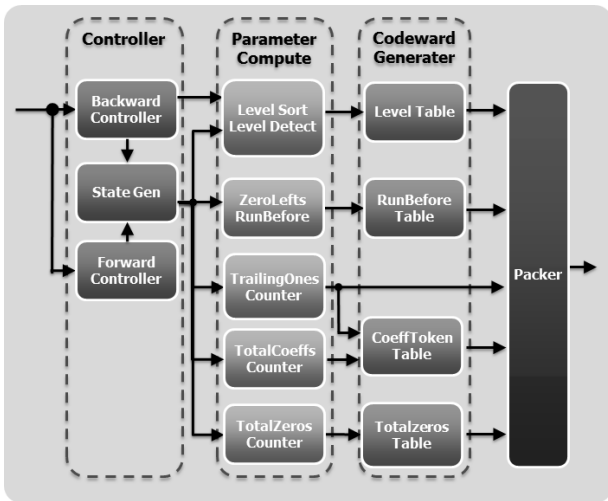 Controller
Parameter
Compute
Codeward
Generater
Backward
Controller
Level Sort
Level Detect
Level Table
State Gen
ZeroLefts
RunBefore
RunBefore
Table
Forward
Controller
TrailingOnes
Counter
Packer
TotalCoeffs
Counter
CoeffToken
Table
TotalZeros
Counter
Totalzeros
Table